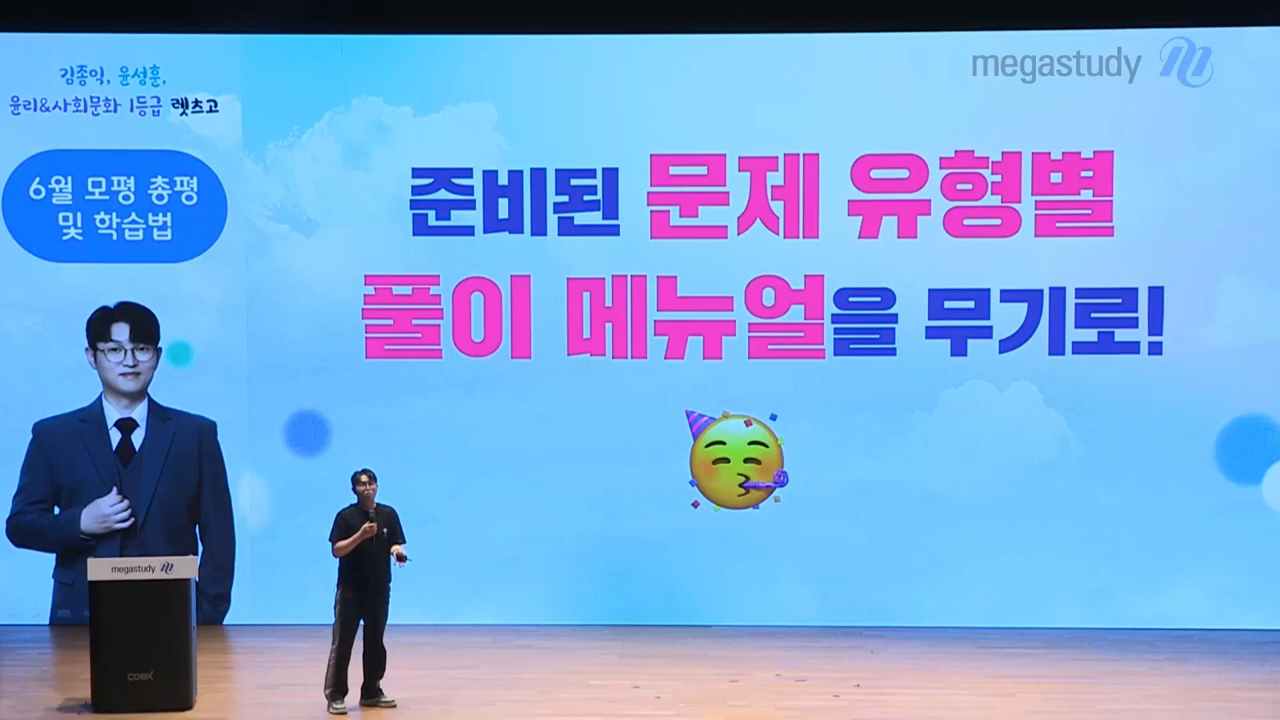 megastudy
김종익, 윤성훈,
윤리&사회문화 1등급 렛츠고
6월 모평 총평
및 학습법
준비된 문제 유형별
풀이 메뉴얼을 무기로!
megastudy
coex